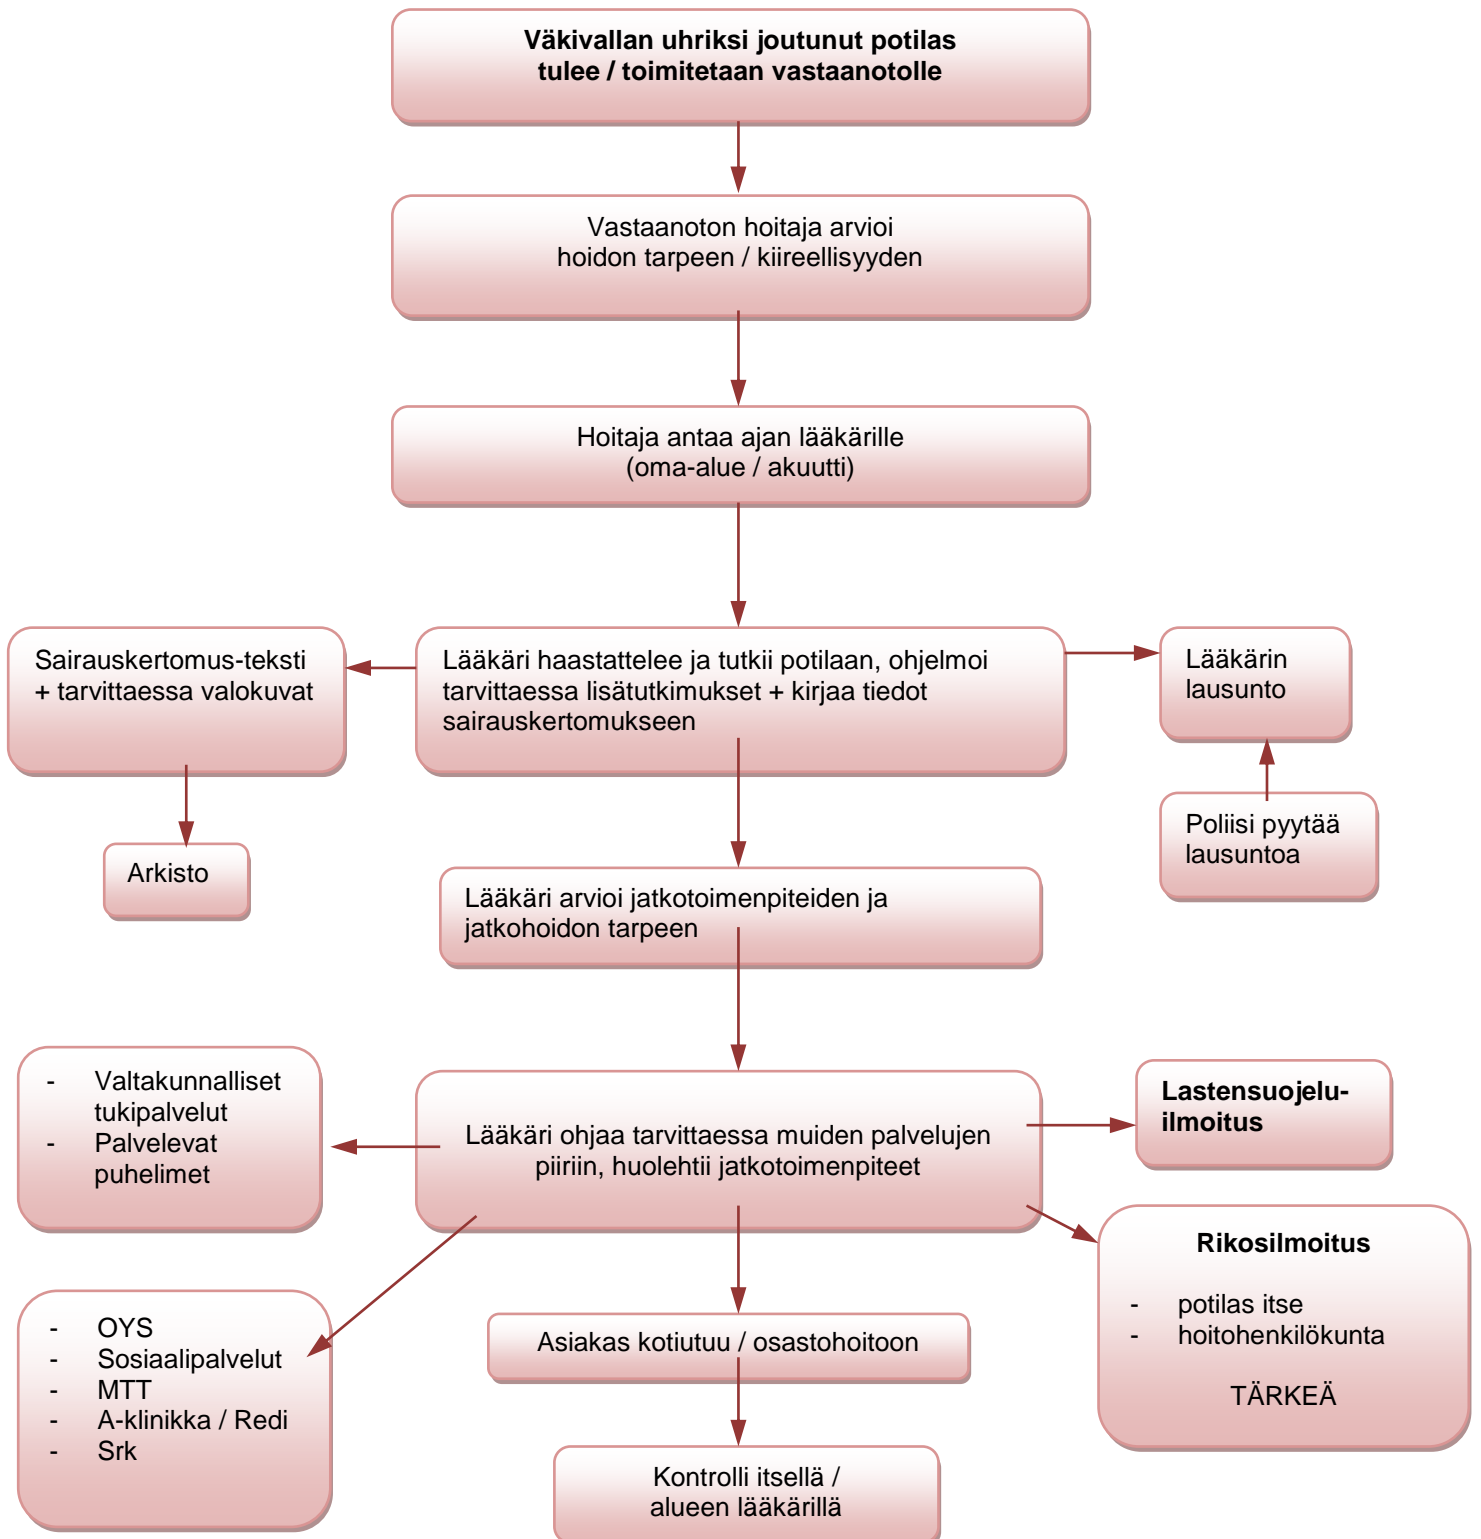 Väkivallan uhriksi joutunut potilas
tulee / toimitetaan vastaanotolle
Vastaanoton hoitaja arvioi
hoidon tarpeen / kiireellisyyden
Hoitaja antaa ajan lääkärille
(oma-alue / akuutti)
Sairauskertomus-teksti
+ tarvittaessa valokuvat
Lääkäri haastattelee ja tutkii potilaan, ohjelmoi
tarvittaessa lisätutkimukset + kirjaa tiedot
sairauskertomukseen
Lääkärin
lausunto
Poliisi pyytää
lausuntoa
Arkisto
Lääkäri arvioi jatkotoimenpiteiden ja
jatkohoidon tarpeen
- Valtakunnalliset
tukipalvelut
- Palvelevat
puhelimet
Lääkäri ohjaa tarvittaessa muiden palvelujen
piiriin, huolehtii jatkotoimenpiteet
Lastensuojelu-
ilmoitus
Rikosilmoitus
- potilas itse
- hoitohenkilökunta
TÄRKEÄ
- OYS
- Sosiaalipalvelut
- MTT
- A-klinikka / Redi
- Srk
Asiakas kotiutuu / osastohoitoon
Kontrolli itsellä /
alueen lääkärillä